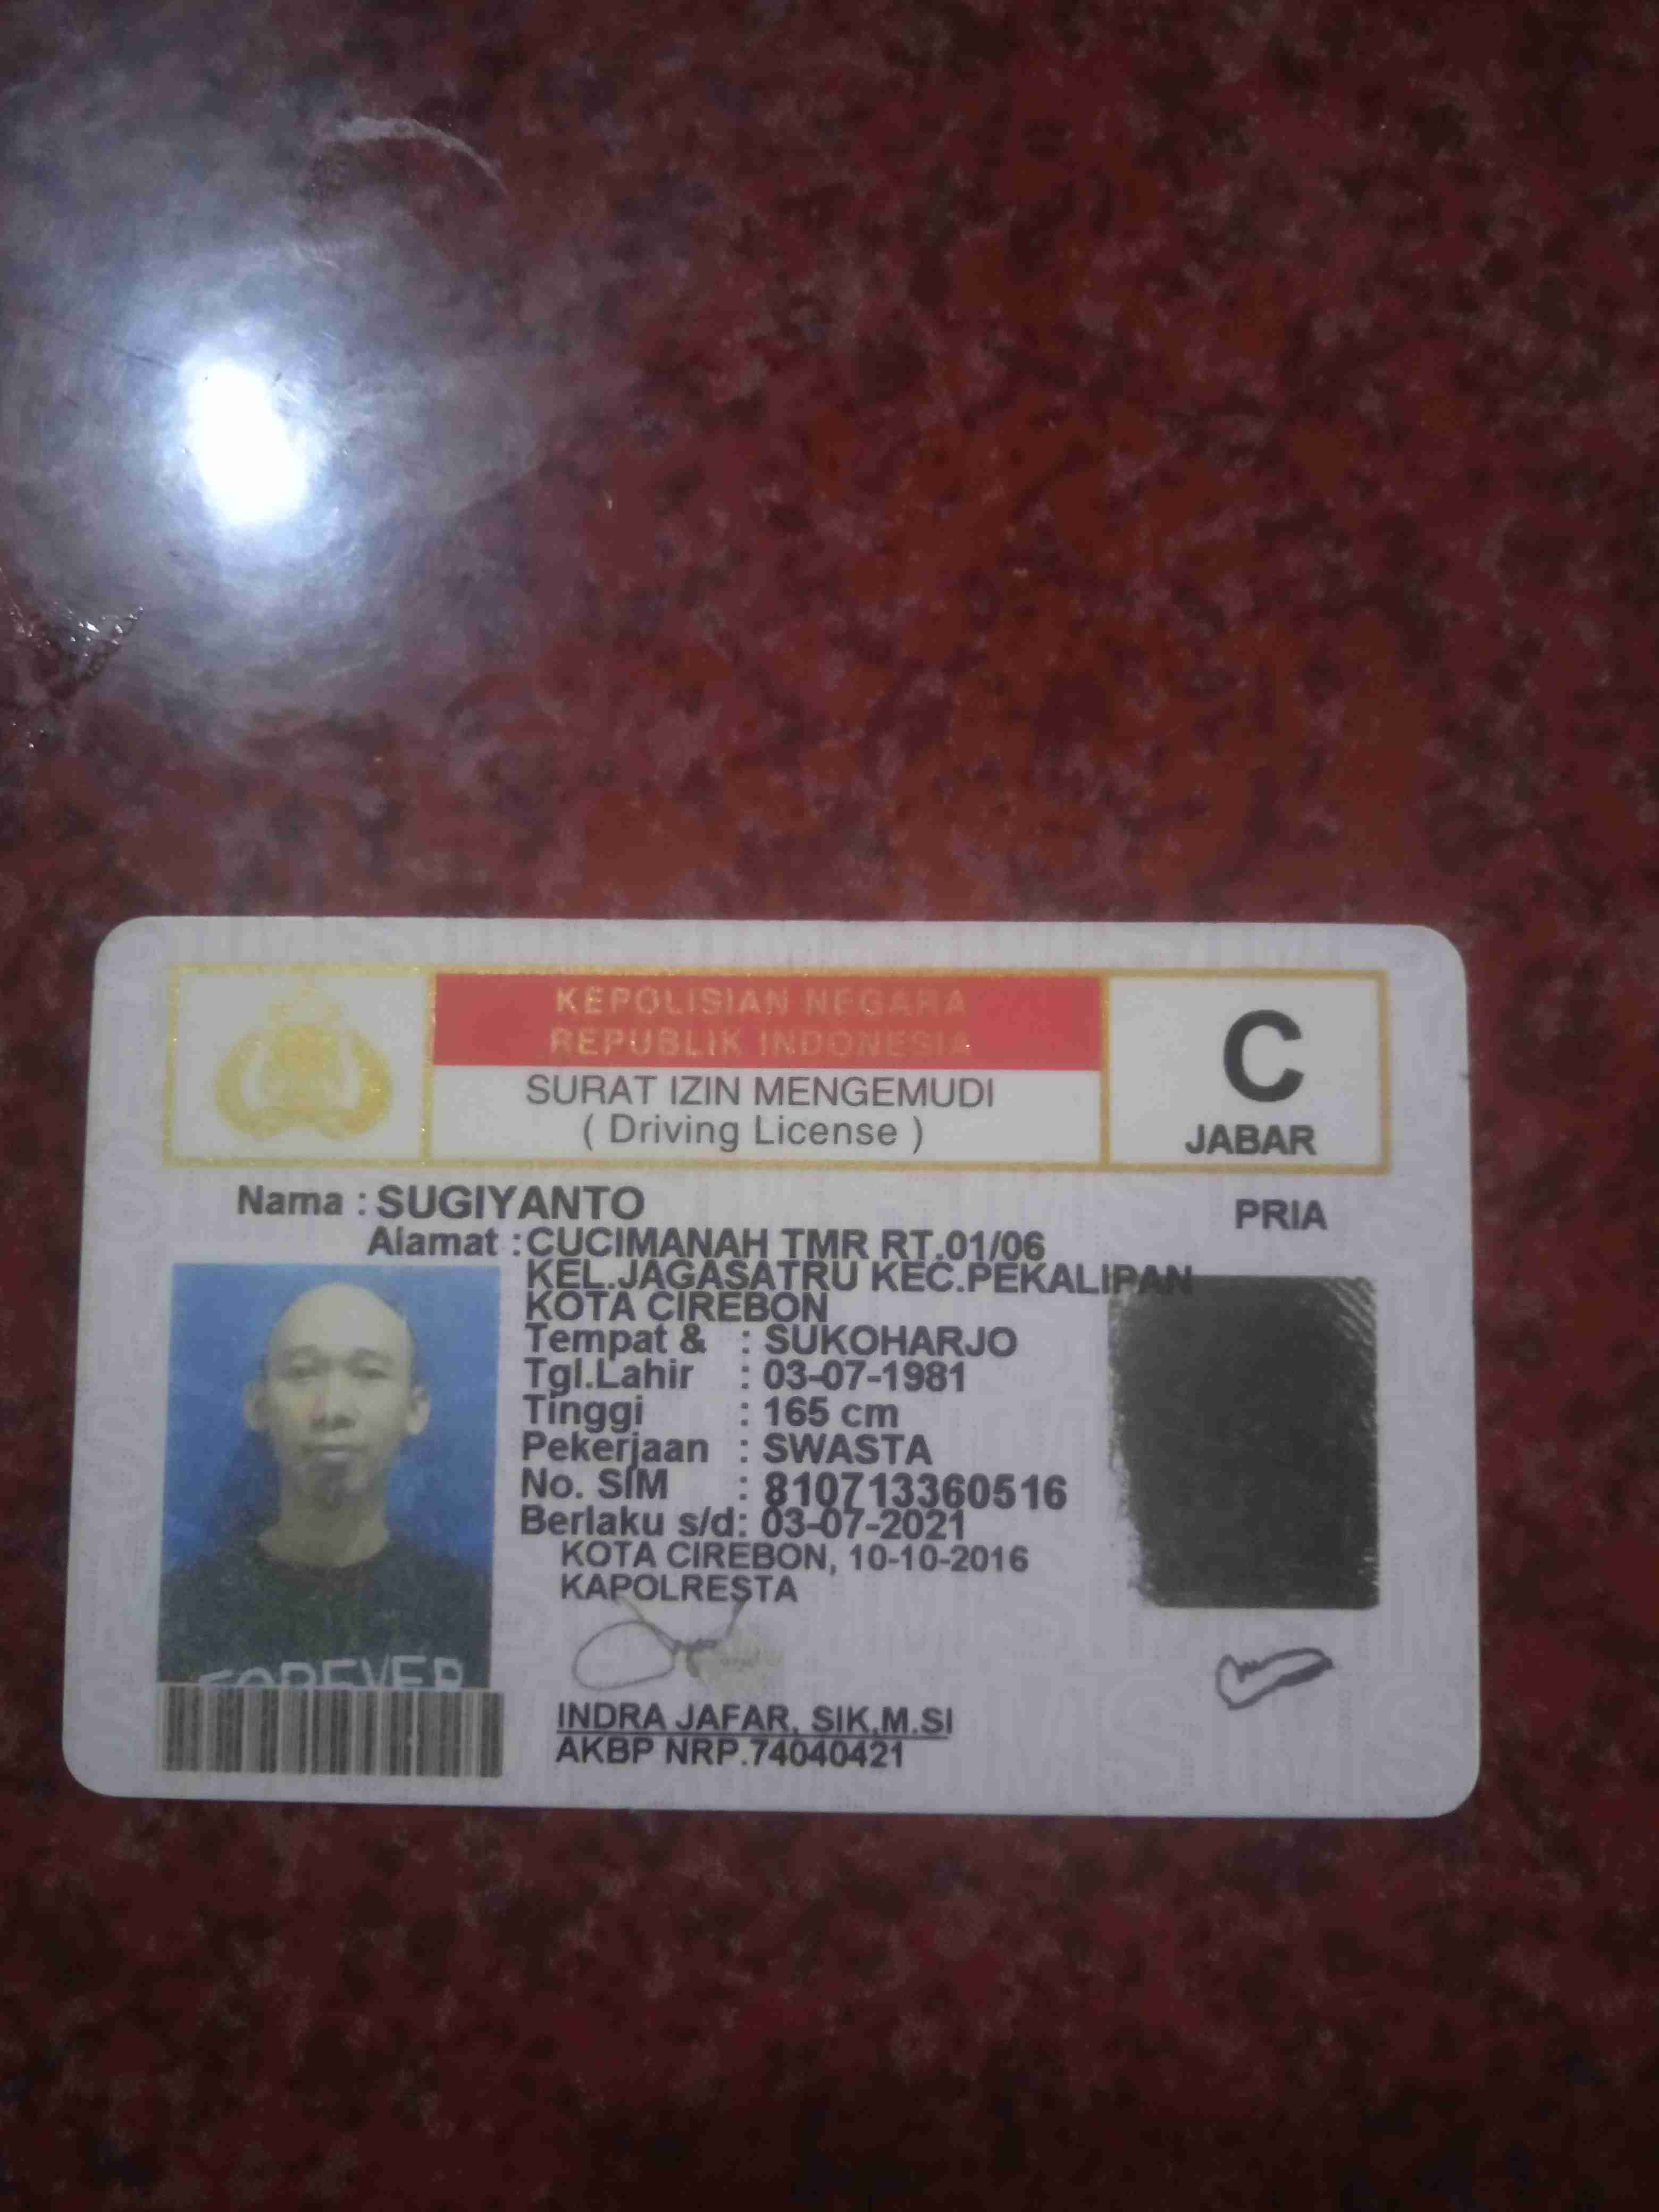 KEPOLISIAN NEGARA
REPUBLIK INDONESIA
SURAT IZIN MENGEMUDI
( Driving License )
C
JABAR
Nama : SUGIYANTO
PRIA
Alamat : CUCIMANAH TMR RT.01/06
KEL.JAGASATRU KEC.PEKALIPAN
KOTA CIREBON
Tempat & : SUKOHARJO
Tgl.Lahir : 03-07-1981
Tinggi : 165 cm
Pekerjaan : SWASTA
No. SIM : 810713360516
Berlaku s/d: 03-07-2021
KOTA CIREBON, 10-10-2016
KAPOLRESTA
FOREVER
INDRA JAFAR, SIK,M.SI
AKBP NRP.74040421